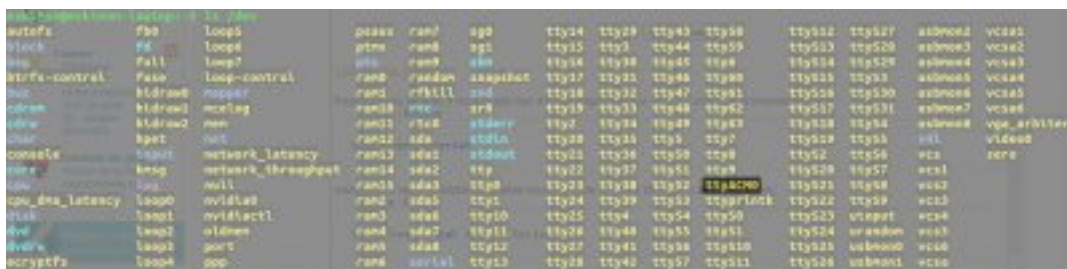 ls /dev
autofs fb0 loop5 psaux ram7 sg0 tty14 tty29 tty43 tty58 ttyS12 ttyS27 usbmon2 vcsa1
block fd loop6 ptmx ram8 sg1 tty15 tty3 tty44 tty59 ttyS13 ttyS28 usbmon3 vcsa2
full loop7 pts ram9 shm tty16 tty30 tty45 tty6 ttyS14 ttyS29 usbmon4 vcsa3
btrfs-control fuse loop-control ram0 random snapshot tty17 tty31 tty46 tty60 ttyS15 ttyS3 usbmon5 vcsa4
hidraw0 mapper ram1 rfkill snd tty18 tty32 tty47 tty61 ttyS16 ttyS30 usbmon6 vcsa5
cdrom hidraw1 mcelog ram10 rtc sr0 tty19 tty33 tty48 tty62 ttyS17 ttyS31 usbmon7 vcsa6
cdrw hidraw2 mem ram11 rtc0 stderr tty2 tty34 tty49 tty63 ttyS18 ttyS4 usbmon8 vga_arbiter
char hpet net ram12 sda stdin tty20 tty35 tty5 tty7 ttyS19 ttyS5 video0
console input network_latency ram13 sda1 stdout tty21 tty36 tty50 tty8 ttyS2 ttyS6 vcs zero
kmsg network_throughput ram14 sda2 tty tty22 tty37 tty51 tty9 ttyS20 ttyS7 vcs1
log null ram15 sda3 tty0 tty23 tty38 tty52 ttyACM0 ttyS21 ttyS8 vcs2
cpu_dma_latency loop0 nvidia0 ram2 sda5 tty1 tty24 tty39 tty53 ttyprintk ttyS22 ttyS9 vcs3
disk loop1 nvidiactl ram3 sda6 tty10 tty25 tty4 tty54 ttyS0 ttyS23 uinput vcs4
dvd loop2 oldmem ram4 sda7 tty11 tty26 tty40 tty55 ttyS1 ttyS24 urandom vcs5
dvdrw loop3 port ram5 sda8 tty12 tty27 tty41 tty56 ttyS10 ttyS25 usbmon0 vcs6
ecryptfs loop4 ppp ram6 serial tty13 tty28 tty42 tty57 ttyS11 ttyS26 usbmon1 vcsa